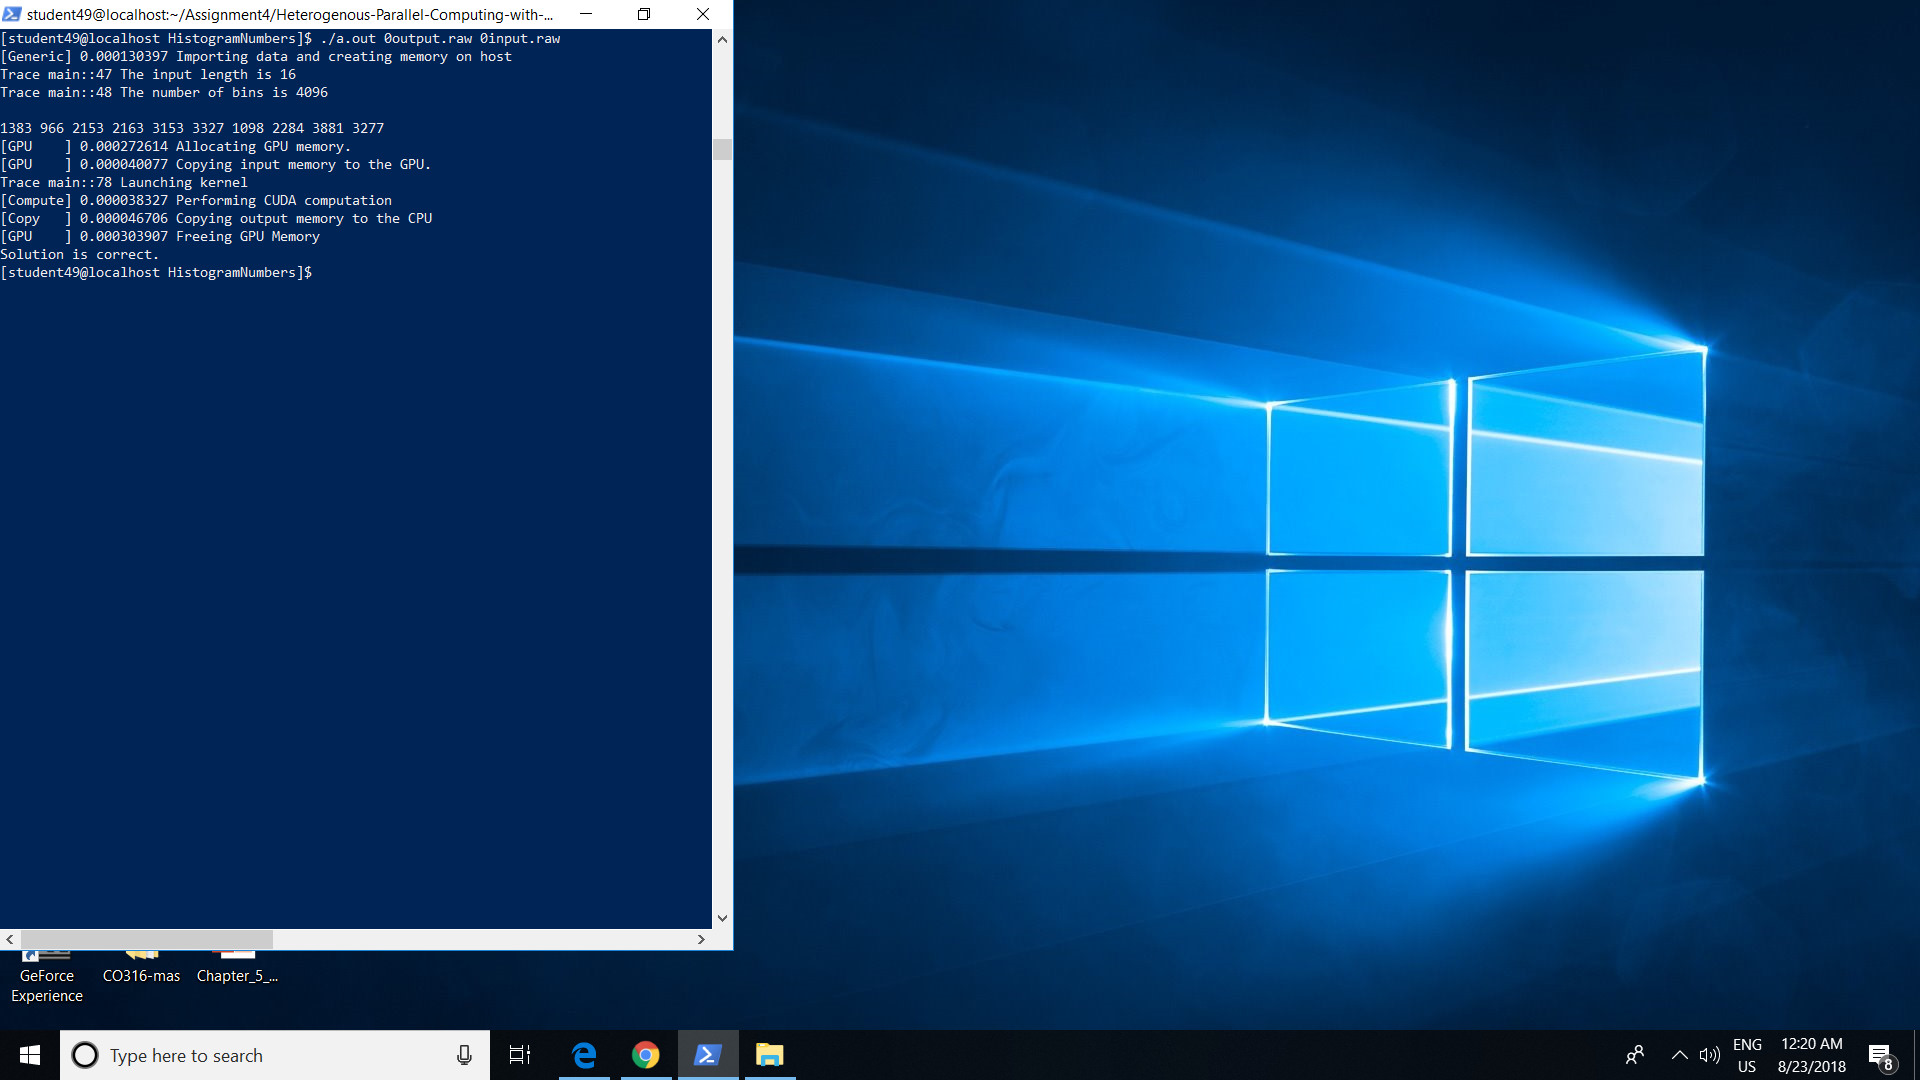 student49@localhost:~/Assignment4/Heterogenous-Parallel-Computing-with-...
[student49@localhost HistogramNumbers]$ ./a.out 0output.raw 0input.raw
[Generic] 0.000130397 Importing data and creating memory on host
Trace main::47 The input length is 16
Trace main::48 The number of bins is 4096
1383 966 2153 2163 3153 3327 1098 2284 3881 3277
[GPU    ] 0.000272614 Allocating GPU memory.
[GPU    ] 0.000040077 Copying input memory to the GPU.
Trace main::78 Launching kernel
[Compute] 0.000038327 Performing CUDA computation
[Copy   ] 0.000046706 Copying output memory to the CPU
[GPU    ] 0.000303907 Freeing GPU Memory
Solution is correct.
[student49@localhost HistogramNumbers]$
GeForce
Experience
CO316-mas
Chapter_5_...
Type here to search
ENG
US
12:20 AM
8/23/2018
8